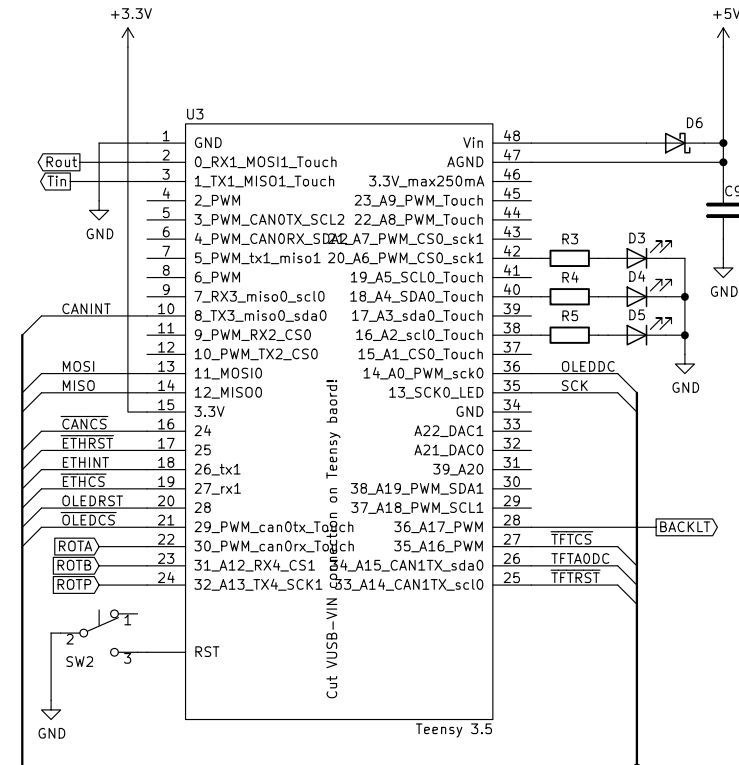 +3.3V
+5V
U3
D6
C9
1 GND
2 0_RX1_MOSI1_Touch
3 1_TX1_MISO1_Touch
4 2_PWM
5 3_PWM_CAN0TX_SCL2
6 4_PWM_CAN0RX_SDA2
7 5_PWM_tx1_miso1
8 6_PWM
9 7_RX3_miso0_scl0
10 8_TX3_miso0_sda0
11 9_PWM_RX2_CS0
12 10_PWM_TX2_CS0
13 11_MOSI0
14 12_MISO0
15 3.3V
16 24
17 25
18 26_tx1
19 27_rx1
20 28
21 29_PWM_can0tx_Touch
22 30_PWM_can0rx_Touch
23 31_A12_RX4_CS1
24 32_A13_TX4_SCK1
RST
Vin 48
AGND 47
3.3V_max250mA 46
23_A9_PWM_Touch 45
22_A8_PWM_Touch 44
21_A7_PWM_CS0_sck1 43
20_A6_PWM_CS0_sck1 42
19_A5_SCL0_Touch 41
18_A4_SDA0_Touch 40
17_A3_sda0_Touch 39
16_A2_scl0_Touch 38
15_A1_CS0_Touch 37
14_A0_PWM_sck0 36
13_SCK0_LED 35
GND 34
A22_DAC1 33
A21_DAC0 32
39_A20 31
38_A19_PWM_SDA1 30
37_A18_PWM_SCL1 29
36_A17_PWM 28
35_A16_PWM 27
34_A15_CAN1TX_sda0 26
33_A14_CAN1TX_scl0 25
Cut VUSB-VIN connection on Teensy baord!
Teensy 3.5
Rout
Tin
GND
CANINT
MOSI
MISO
CANCS
ETHRST
ETHINT
ETHCS
OLEDRST
OLEDCS
ROTA
ROTB
ROTP
1
2
3
SW2
GND
R3 D3
R4 D4
R5 D5
GND
GND
OLEDDC
SCK
BACKLT
TFTCS
TFTA0DC
TFTRST